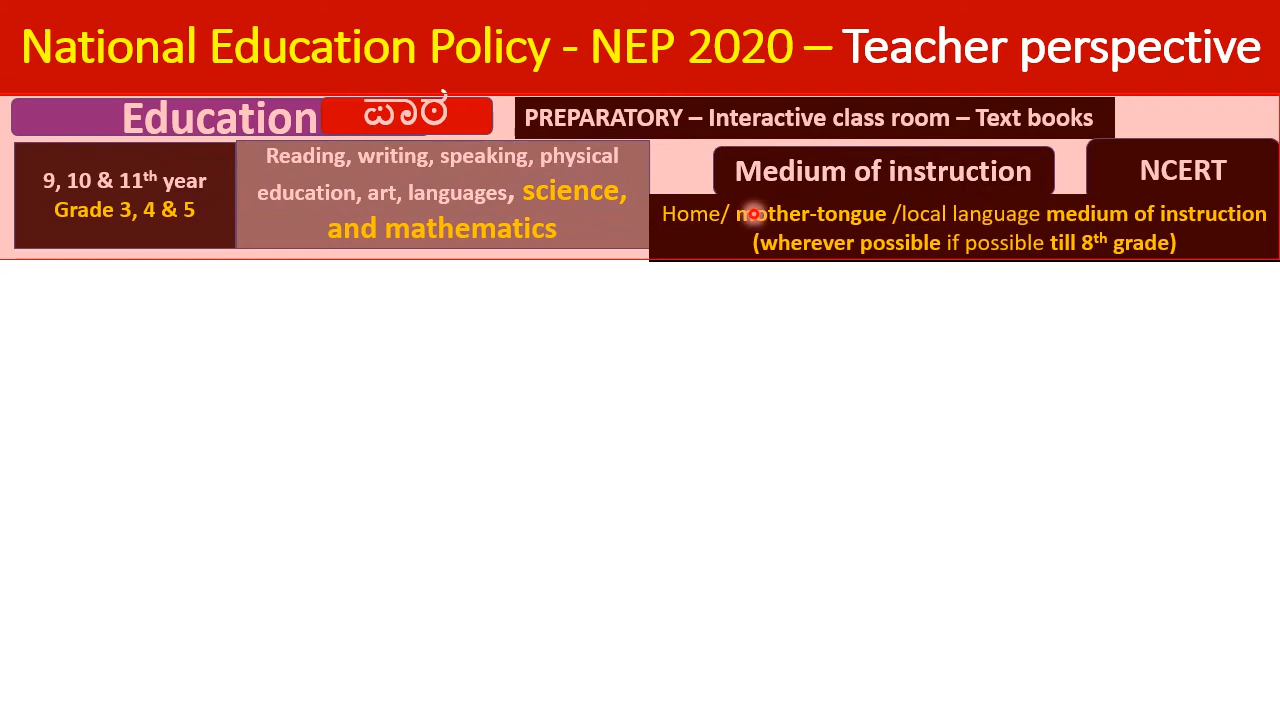 National Education Policy - NEP 2020 – Teacher perspective
Education
ಪಾಠ
PREPARATORY – Interactive class room – Text books
9, 10 & 11th year
Grade 3, 4 & 5
Reading, writing, speaking, physical
education, art, languages, science,
and mathematics
Medium of instruction
NCERT
Home/ mother-tongue /local language medium of instruction
(wherever possible if possible till 8th grade)